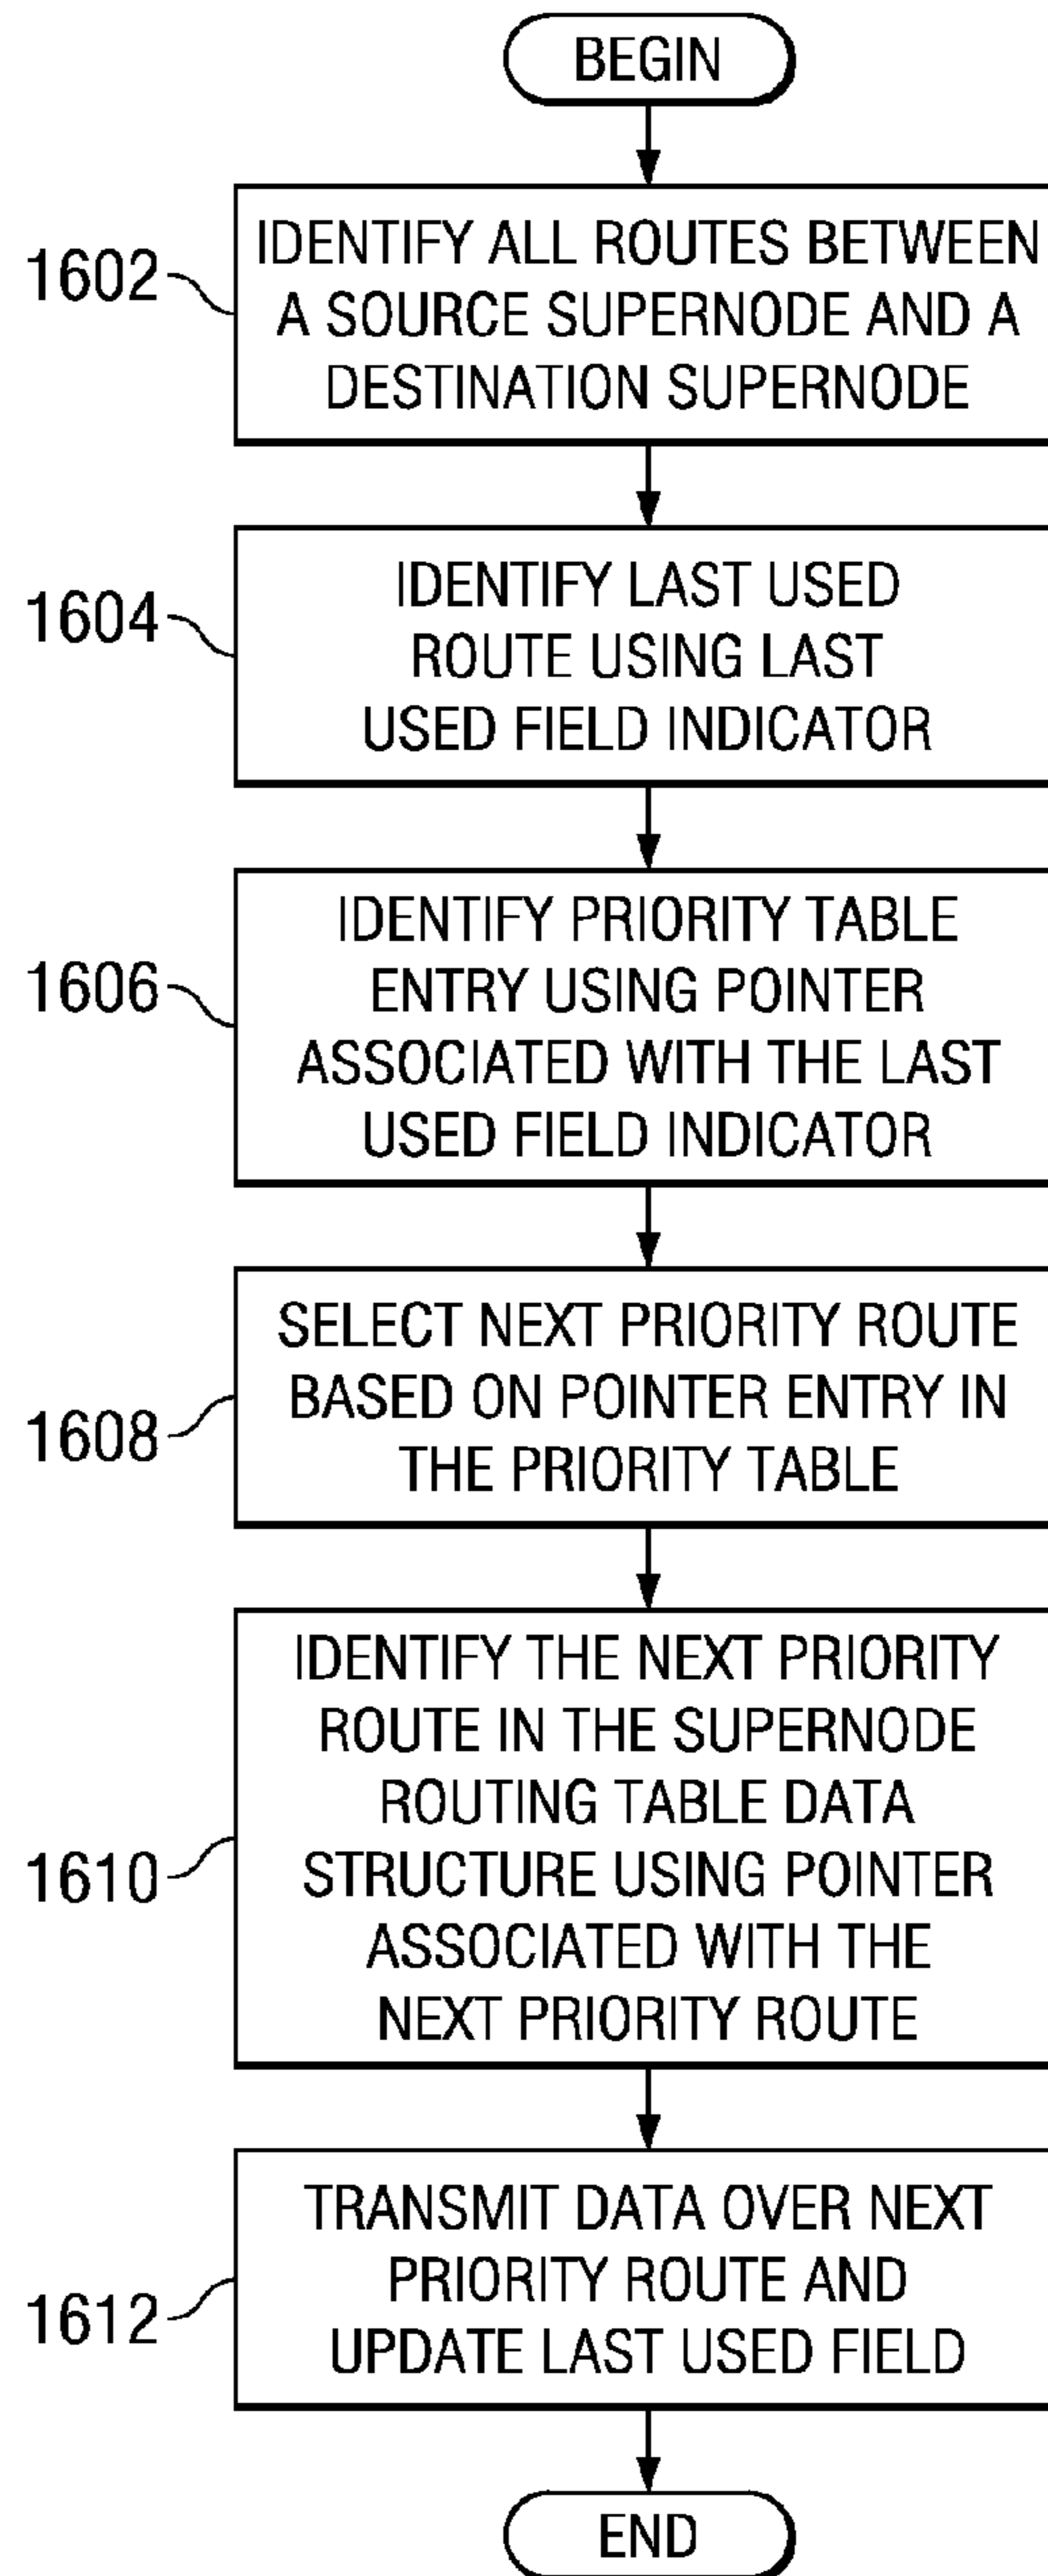 BEGIN
1602
IDENTIFY ALL ROUTES BETWEEN
A SOURCE SUPERNODE AND A
DESTINATION SUPERNODE
1604
IDENTIFY LAST USED
ROUTE USING LAST
USED FIELD INDICATOR
1606
IDENTIFY PRIORITY TABLE
ENTRY USING POINTER
ASSOCIATED WITH THE LAST
USED FIELD INDICATOR
1608
SELECT NEXT PRIORITY ROUTE
BASED ON POINTER ENTRY IN
THE PRIORITY TABLE
1610
IDENTIFY THE NEXT PRIORITY
ROUTE IN THE SUPERNODE
ROUTING TABLE DATA
STRUCTURE USING POINTER
ASSOCIATED WITH THE
NEXT PRIORITY ROUTE
1612
TRANSMIT DATA OVER NEXT
PRIORITY ROUTE AND
UPDATE LAST USED FIELD
END